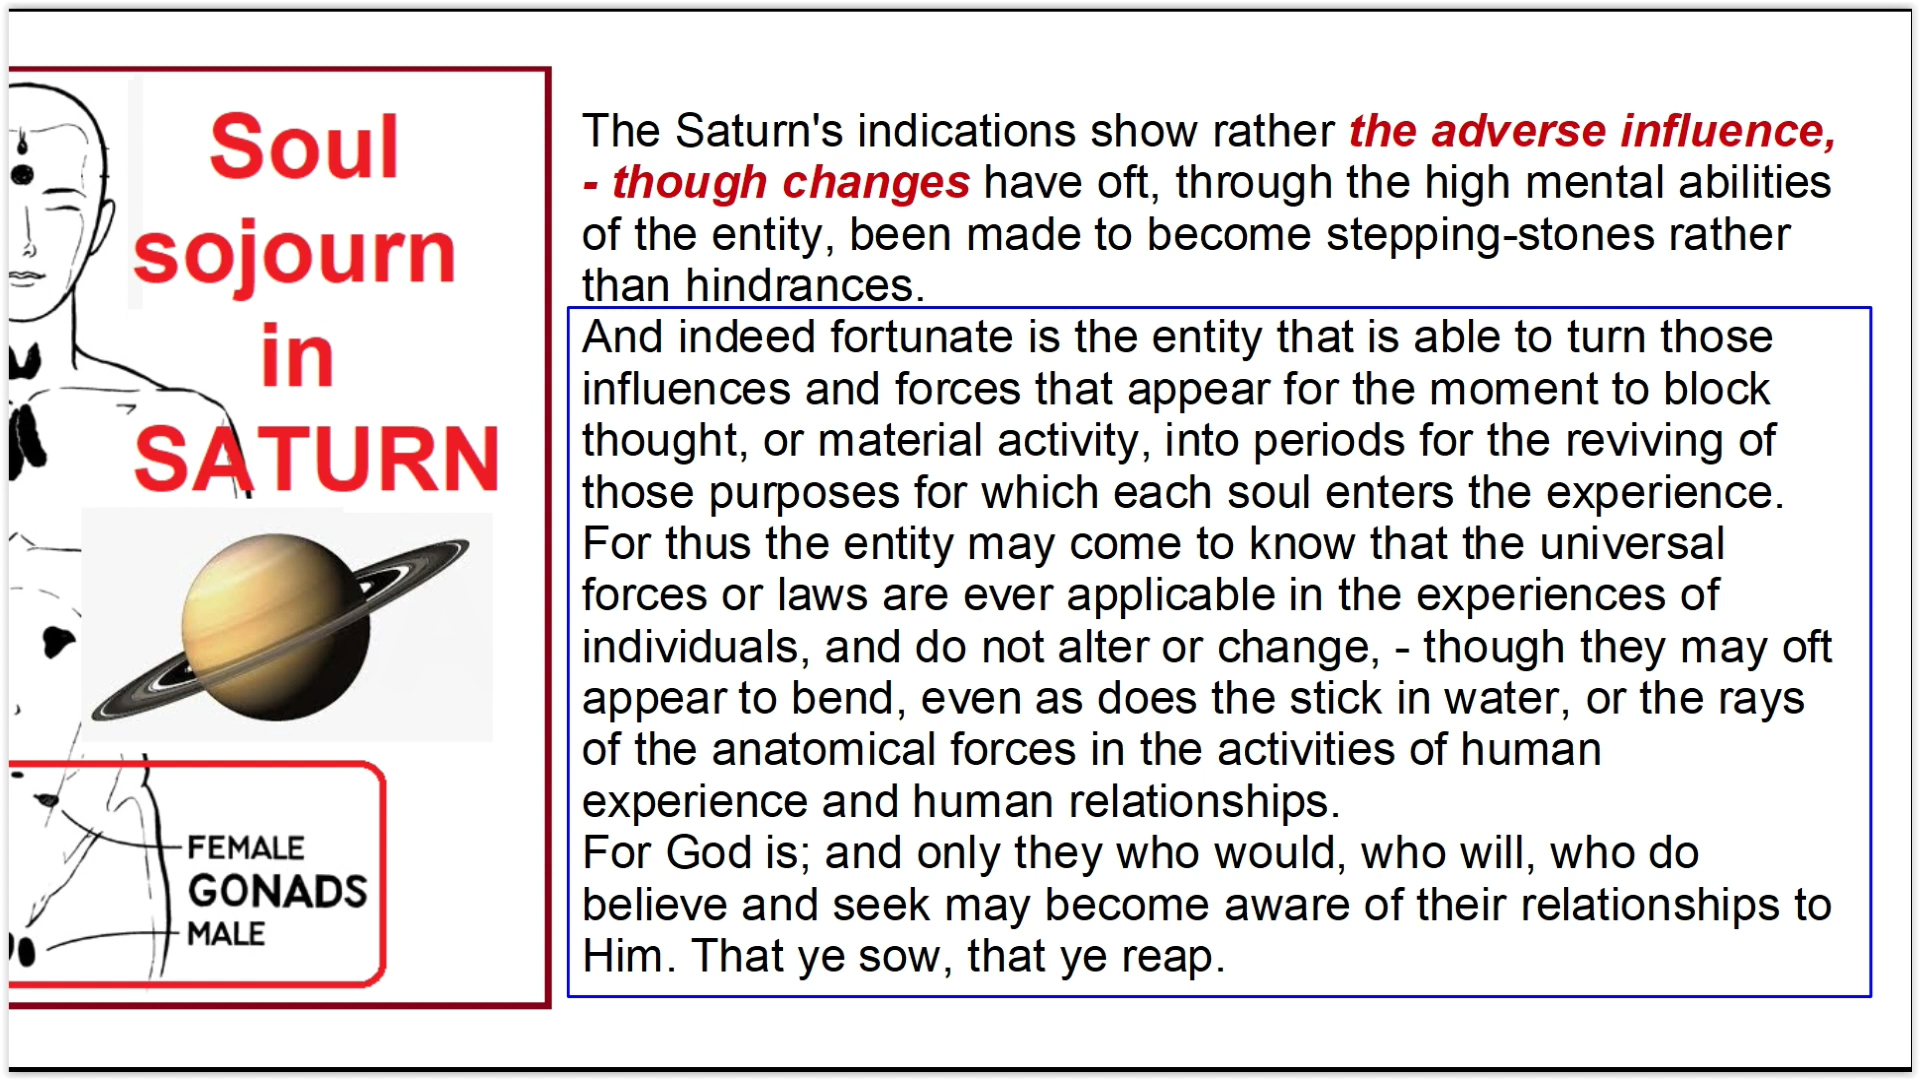 Soul
sojourn
in
SATURN
FEMALE
GONADS
MALE
The Saturn's indications show rather the adverse influence,
- though changes have oft, through the high mental abilities
of the entity, been made to become stepping-stones rather
than hindrances.
And indeed fortunate is the entity that is able to turn those
influences and forces that appear for the moment to block
thought, or material activity, into periods for the reviving of
those purposes for which each soul enters the experience.
For thus the entity may come to know that the universal
forces or laws are ever applicable in the experiences of
individuals, and do not alter or change, - though they may oft
appear to bend, even as does the stick in water, or the rays
of the anatomical forces in the activities of human
experience and human relationships.
For God is; and only they who would, who will, who do
believe and seek may become aware of their relationships to
Him. That ye sow, that ye reap.